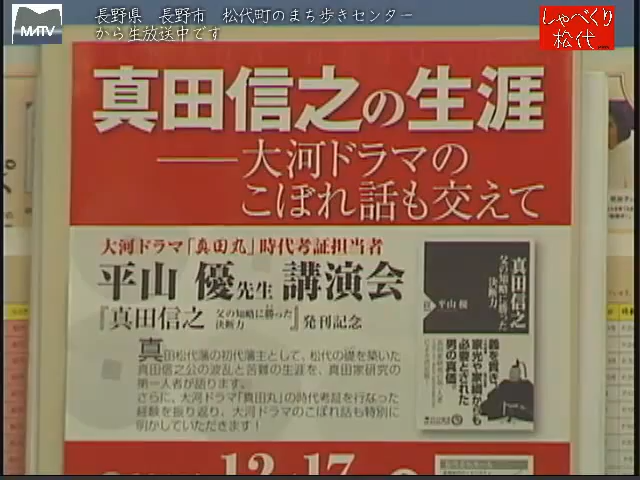 MATV
長野県　長野市　松代町のまち歩きセンター
から生放送中です
しゃべくり
松代
真田信之の生涯
──大河ドラマの
こぼれ話も交えて
大河ドラマ「真田丸」時代考証担当者
平山 優先生 講演会
『真田信之 父の知略に勝った決断力』発刊記念
真田松代藩の初代藩主として、松代の礎を築いた
真田信之公の波乱と苦難の生涯を、真田家研究の
第一人者が語ります。
さらに、大河ドラマ「真田丸」の時代考証を行なった
経験を振り返り、大河ドラマのこぼれ話も特別に
明かしていただきます！
真田信之
父の知略に勝った
決断力
平山 優
義を貫き、
家光や家綱からも
必要とされた
男の真価。
12 17